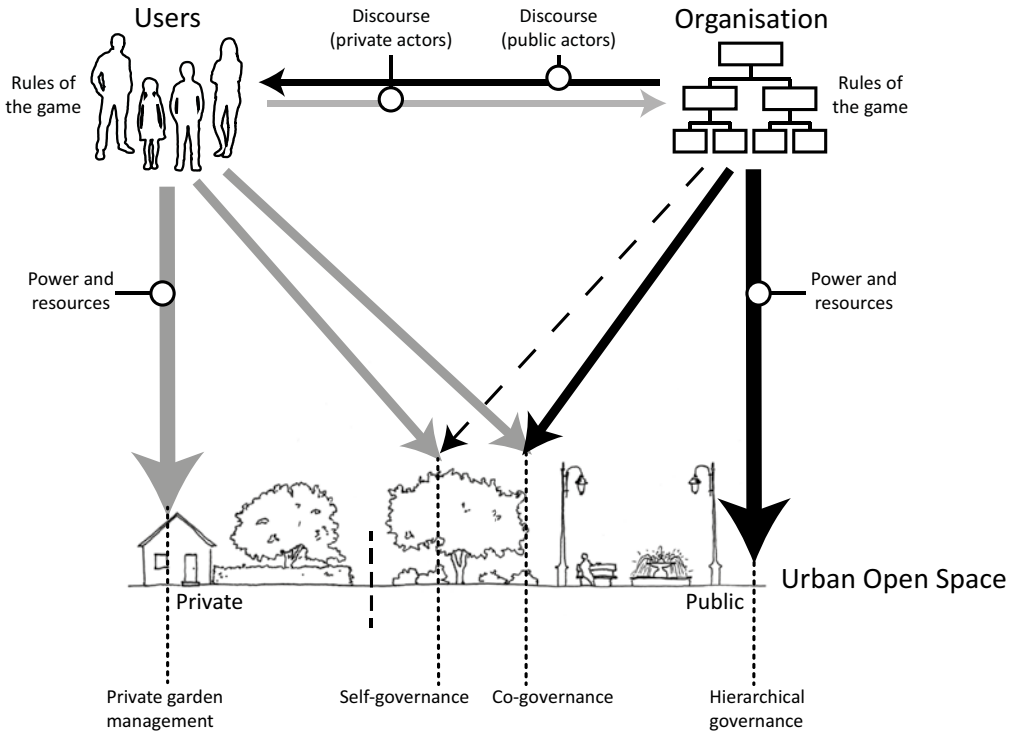 Users
Discourse
(private actors)
Discourse
(public actors)
Organisation
Rules of
the game
Rules of
the game
Power and
resources
Power and
resources
Urban Open Space
Private
Public
Private garden
management
Self-governance
Co-governance
Hierarchical
governance